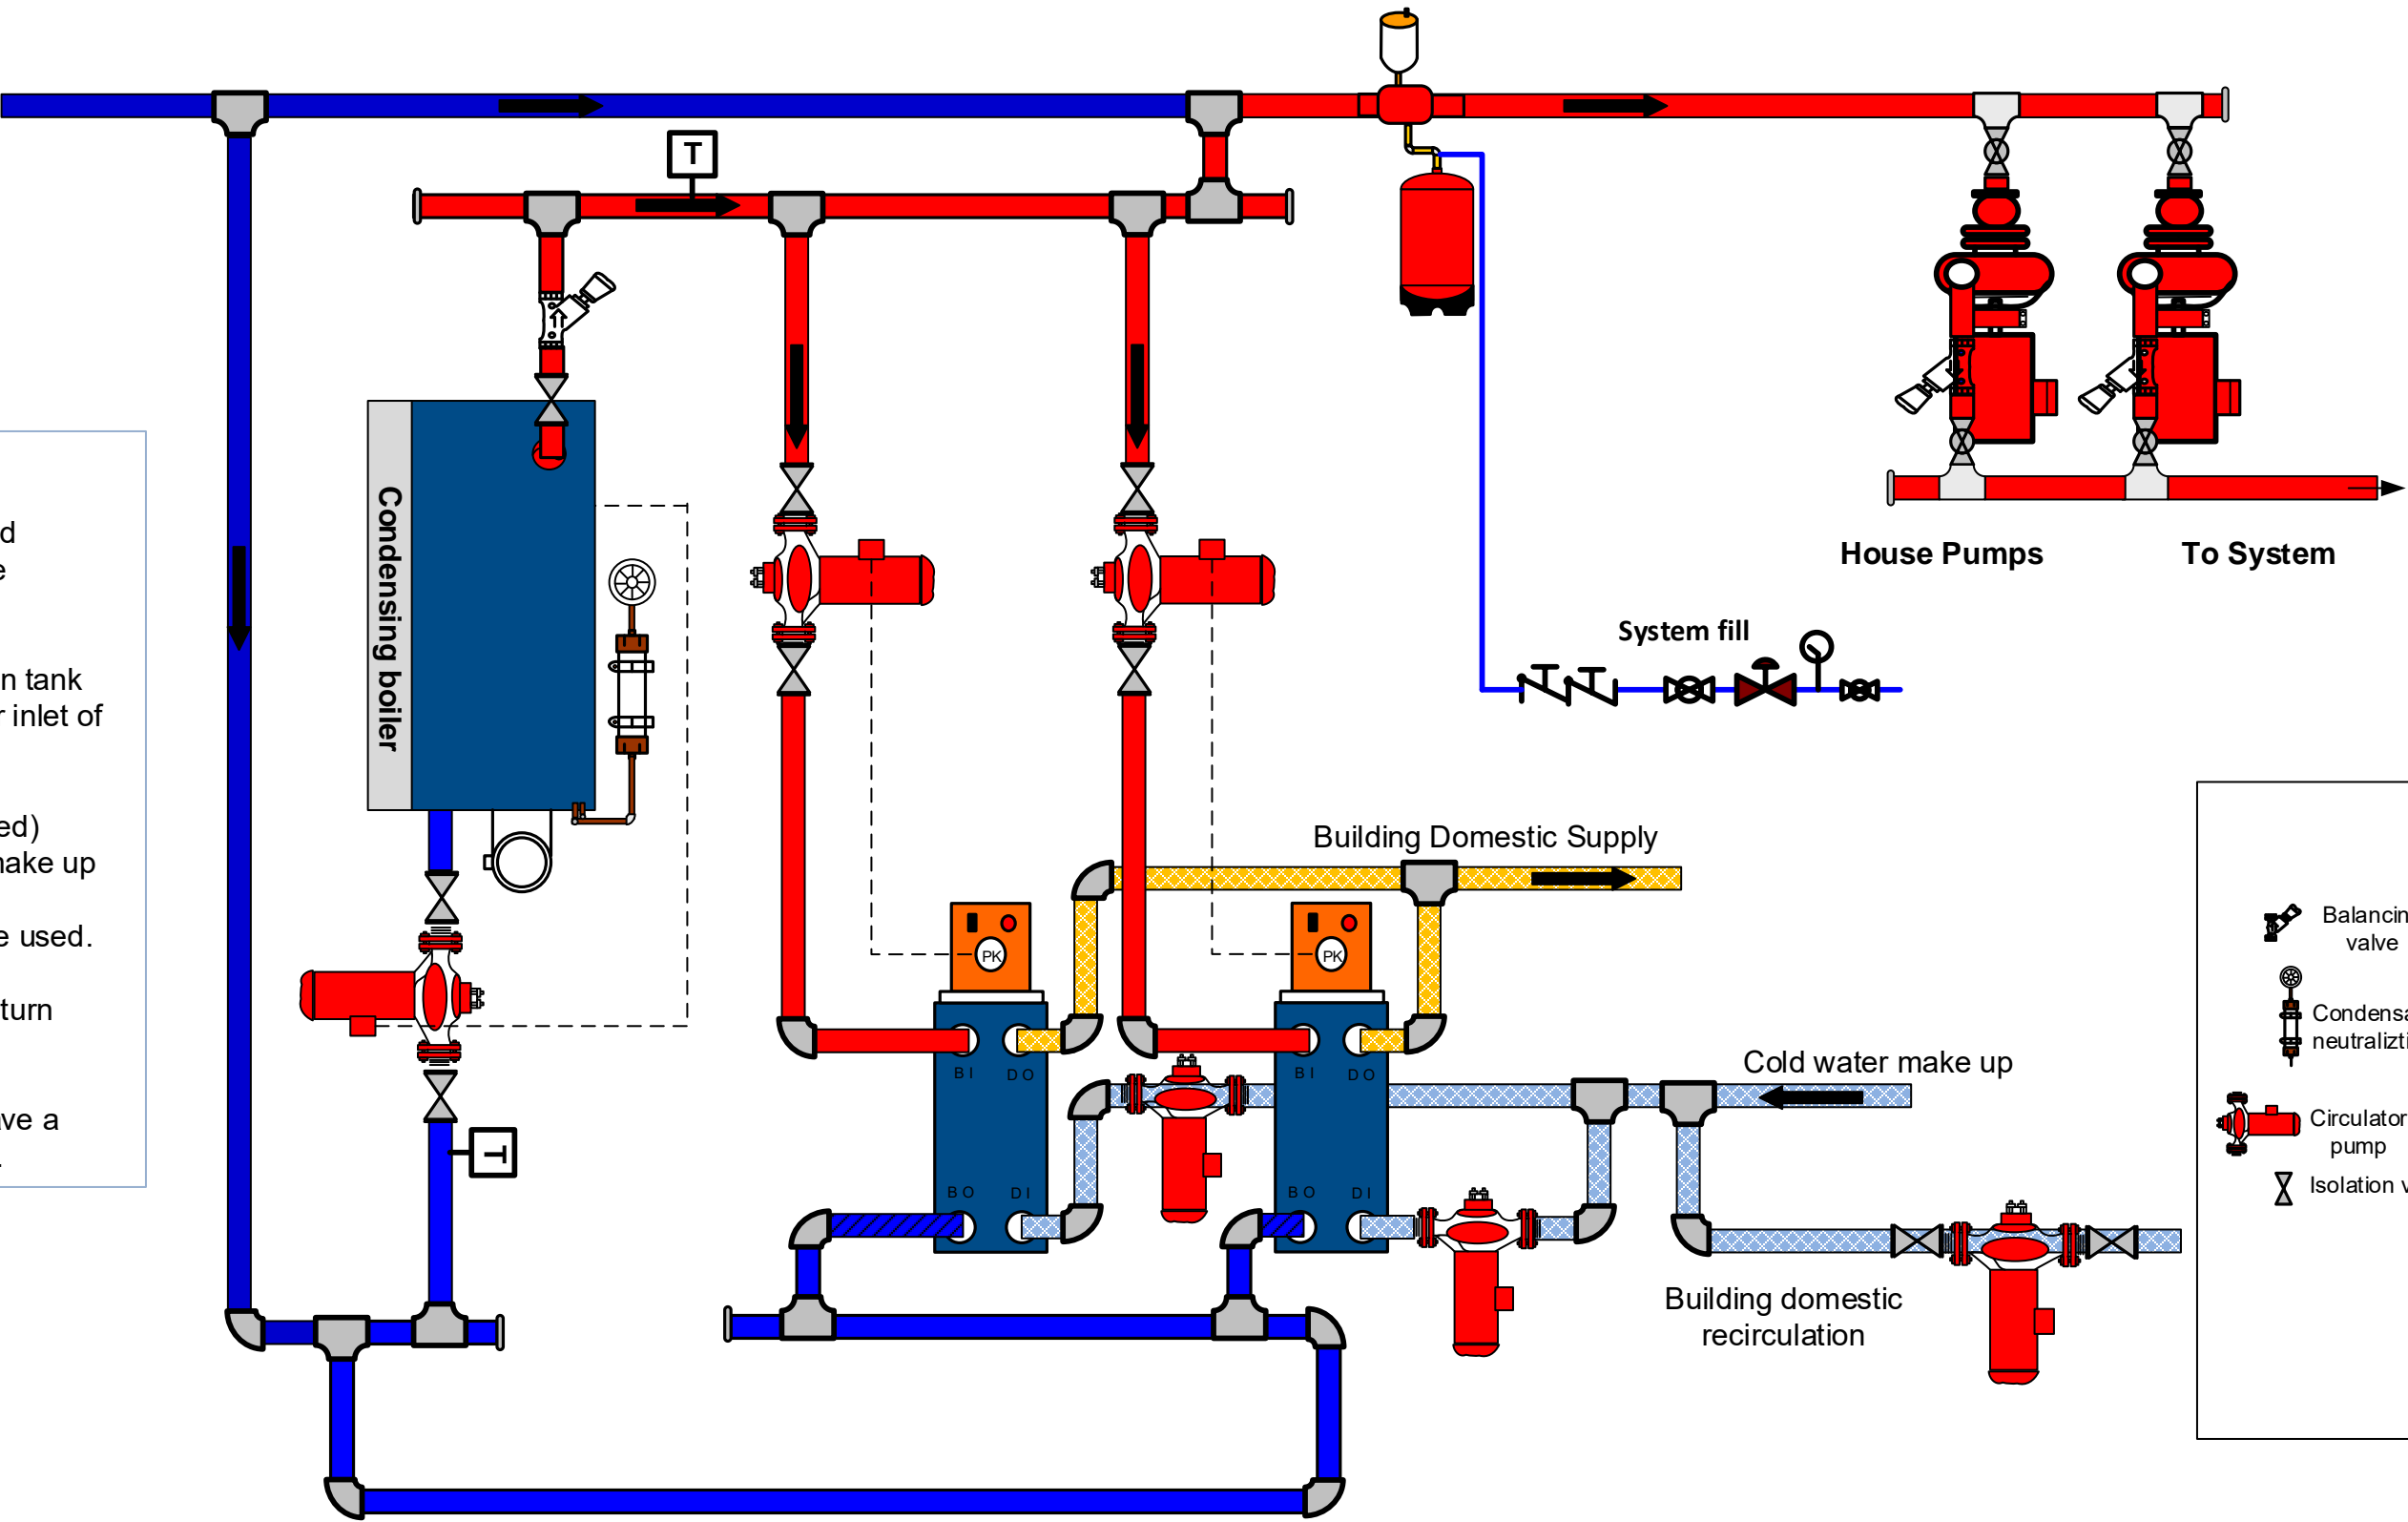 T
d
e
n tank
r inlet of
ed)
make up
e used.
turn
ve a
.
Condensing boiler
House Pumps
To System
System fill
Building Domestic Supply
PK
PK
B I
D O
B I
D O
Cold water make up
T
B O
D I
B O
D I
Building domestic
recirculation
Balancin
valve
Condensa
neutralizti
Circulator
pump
Isolation v